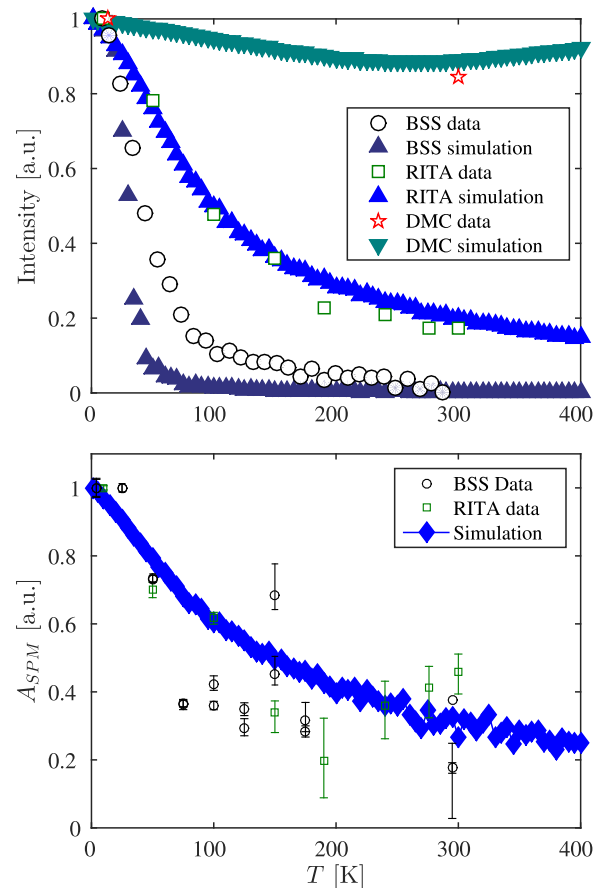 1
0.8
0.6
0.4
0.2
0
Intensity [a.u.]
BSS data
BSS simulation
RITA data
RITA simulation
DMC data
DMC simulation
0 100 200 300 400
1
0.8
0.6
0.4
0.2
0
A_SPM [a.u.]
BSS Data
RITA data
Simulation
0 100 200 300 400
T [K]